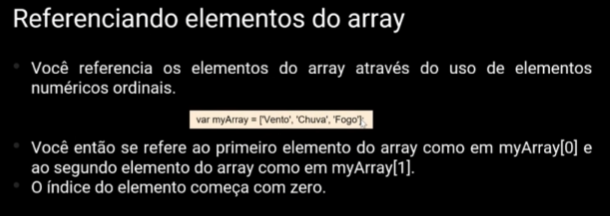 Referenciando elementos do array
Você referencia os elementos do array através do uso de elementos
numéricos ordinais.
var myArray = ['Vento', 'Chuva', 'Fogo'];
Você então se refere ao primeiro elemento do array como em myArray[0] e
ao segundo elemento do array como em myArray[1].
O índice do elemento começa com zero.